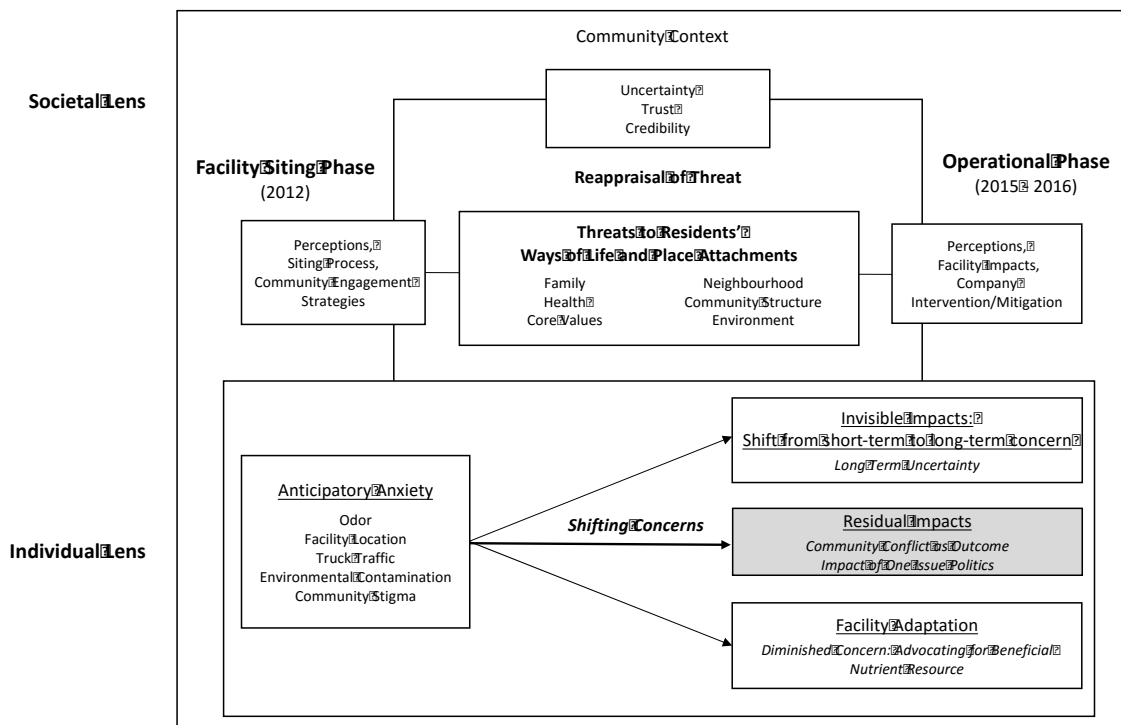 Community Context
Societal Lens
Uncertainty
Trust
Credibility
Facility Siting Phase
(2012)
Reappraisal of Threat
Operational Phase
(2015 - 2016)
Perceptions,
Siting Process,
Community Engagement
Strategies
Threats to Residents'
Ways of Life and Place Attachments
Family
Health
Core Values
Neighbourhood
Community Structure
Environment
Perceptions,
Facility Impacts,
Company
Intervention/Mitigation
Individual Lens
Anticipatory Anxiety
Odor
Facility Location
Truck Traffic
Environmental Contamination
Community Stigma
Shifting Concerns
Invisible Impacts:
Shift from short-term to long-term concern
Long Term Uncertainty
Residual Impacts
Community Conflict as Outcome
Impact of One Issue Politics
Facility Adaptation
Diminished Concern: Advocating for Beneficial
Nutrient Resource